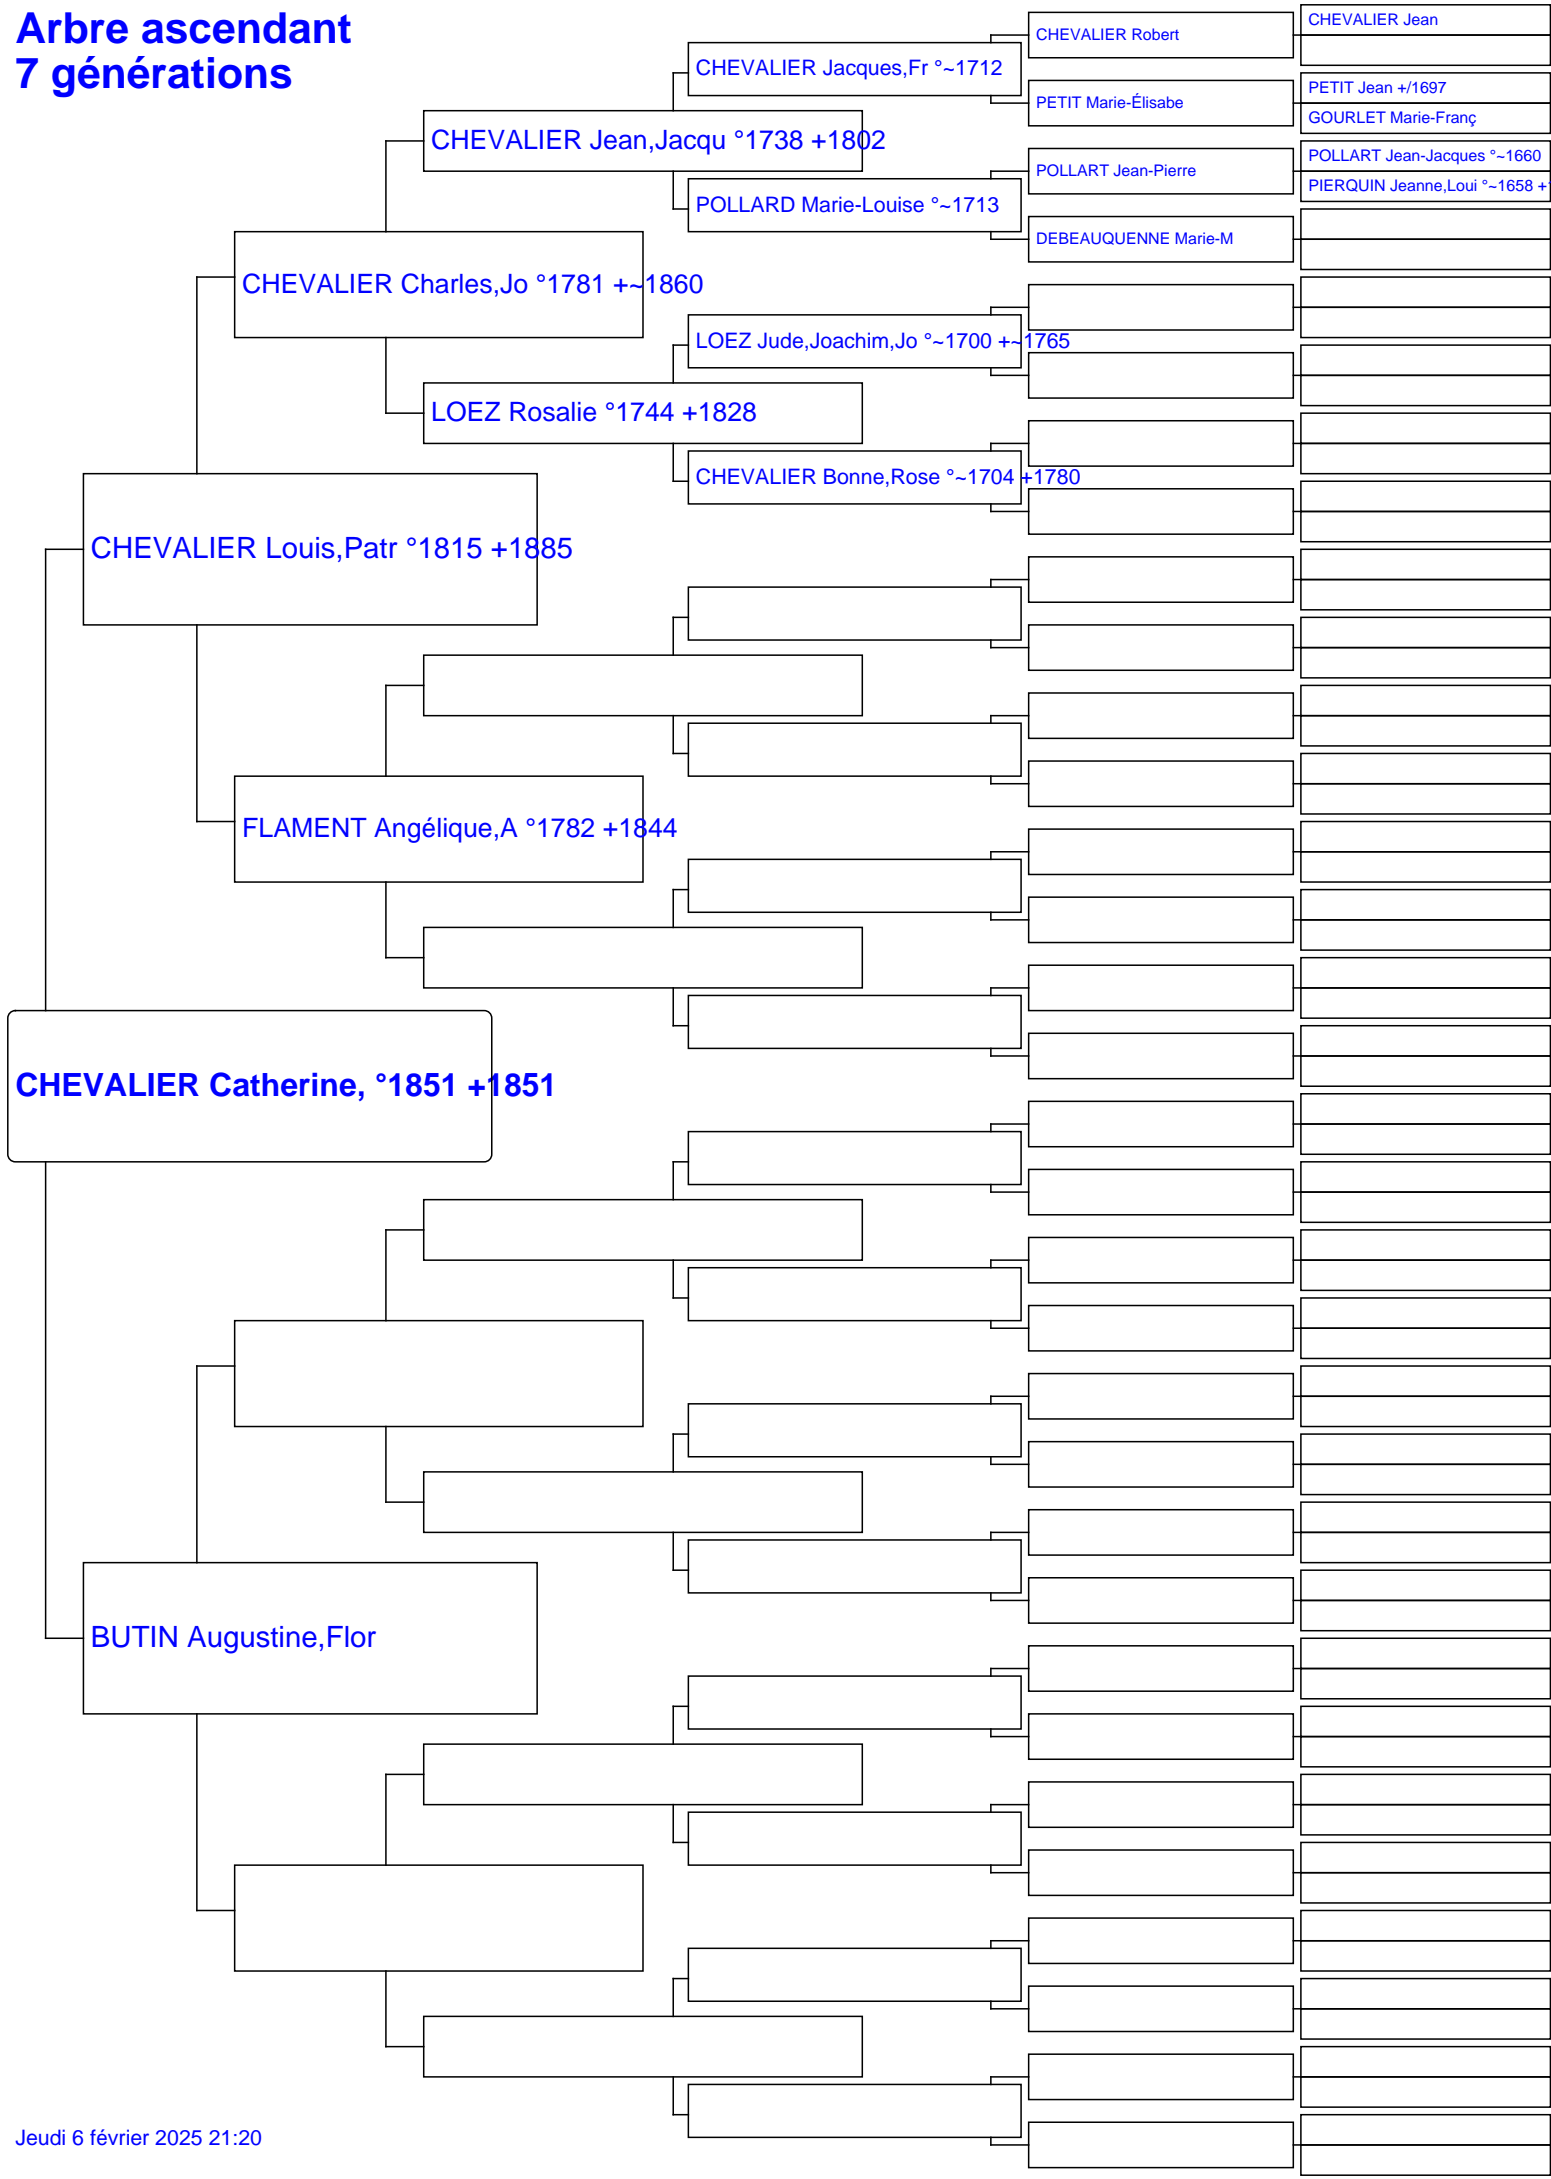 Arbre ascendant
7 générations
CHEVALIER Jean
CHEVALIER Robert
CHEVALIER Jacques,Fr °~1712
PETIT Jean +/1697
PETIT Marie-Élisabe
GOURLET Marie-Franç
CHEVALIER Jean,Jacqu °1738 +1802
POLLART Jean-Jacques °~1660
POLLART Jean-Pierre
PIERQUIN Jeanne,Loui °~1658 +
POLLARD Marie-Louise °~1713
DEBEAUQUENNE Marie-M
CHEVALIER Charles,Jo °1781 +~1860
LOEZ Jude,Joachim,Jo °~1700 +~1765
LOEZ Rosalie °1744 +1828
CHEVALIER Bonne,Rose °~1704 +1780
CHEVALIER Louis,Patr °1815 +1885
FLAMENT Angélique,A °1782 +1844
CHEVALIER Catherine, °1851 +1851
BUTIN Augustine,Flor
Jeudi 6 février 2025 21:20